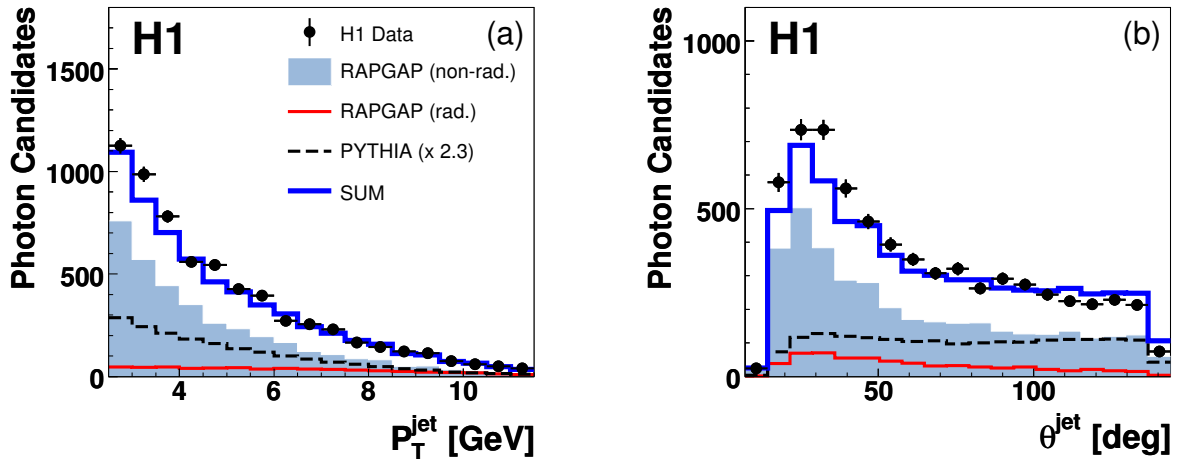 H1
(a)
Photon Candidates
H1 Data
RAPGAP (non-rad.)
RAPGAP (rad.)
PYTHIA (x 2.3)
SUM
1500
1000
500
0
4
6
8
10
P_T^jet [GeV]
H1
(b)
Photon Candidates
1000
500
0
50
100
θ^jet [deg]